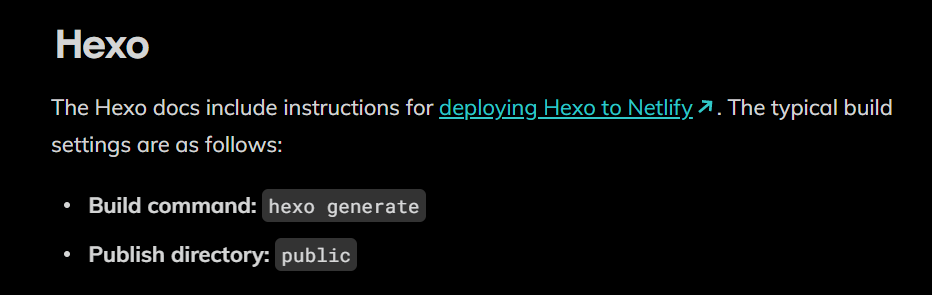 Hexo
The Hexo docs include instructions for deploying Hexo to Netlify. The typical build
settings are as follows:
• Build command: hexo generate
• Publish directory: public